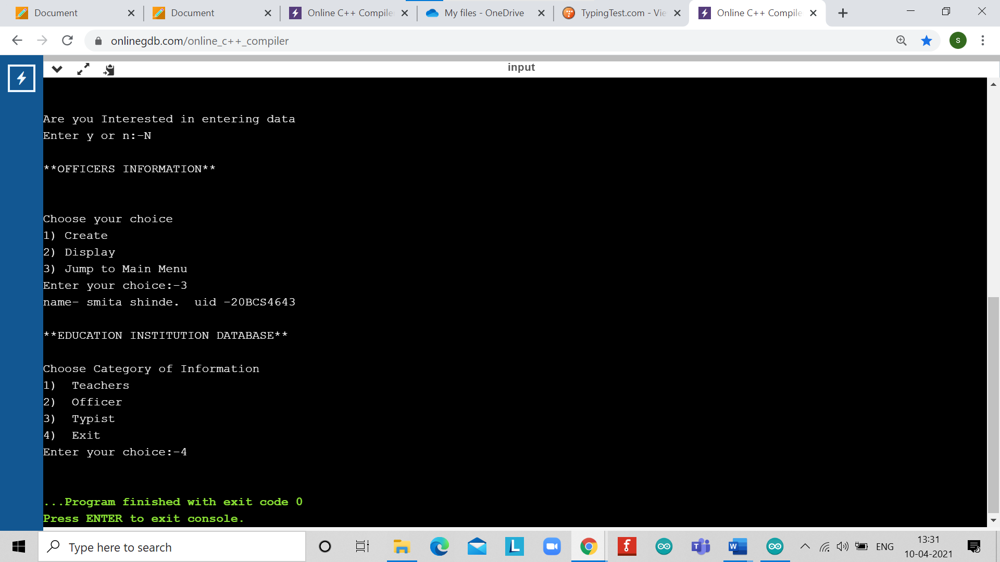 Document
Document
Online C++ Compile
My files - OneDrive
TypingTest.com - Vie
Online C++ Compile
onlinegdb.com/online_c++_compiler
S
input
Are you Interested in entering data
Enter y or n:-N
**OFFICERS INFORMATION**
Choose your choice
1) Create
2) Display
3) Jump to Main Menu
Enter your choice:-3
name- smita shinde.  uid -20BCS4643
**EDUCATION INSTITUTION DATABASE**
Choose Category of Information
1)  Teachers
2)  Officer
3)  Typist
4)  Exit
Enter your choice:-4
...Program finished with exit code 0
Press ENTER to exit console.
Type here to search
ENG
13:31
10-04-2021